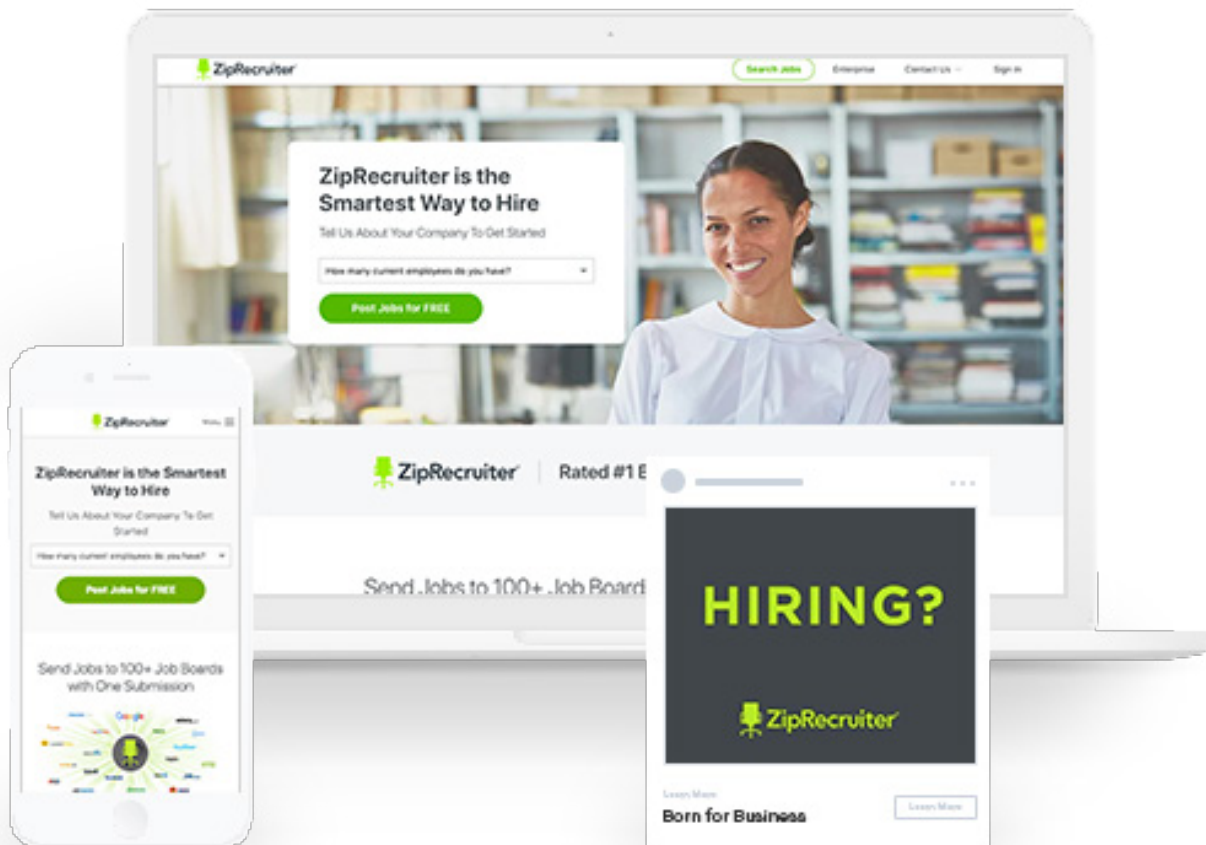 ZipRecruiter
Search Jobs Enterprise Contact Us Sign In
ZipRecruiter is the
Smartest Way to Hire
Tell Us About Your Company To Get Started
How many current employees do you have?
Post Jobs for FREE
ZipRecruiter Rated #1
Send Jobs to 100+ Job Board
ZipRecruiter Menu
ZipRecruiter is the Smartest
Way to Hire
Tell Us About Your Company To Get
Started
How many current employees do you have?
Post Jobs for FREE
Send Jobs to 100+ Job Boards
with One Submission
Google
HIRING?
ZipRecruiter
Learn More
Born for Business
Learn More